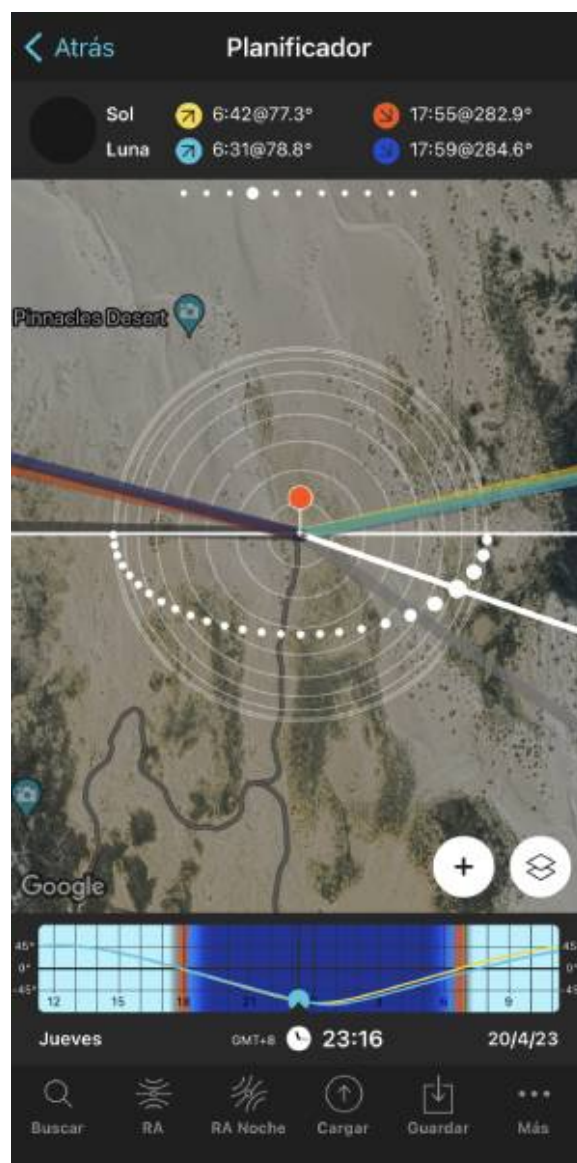 Atrás
Planificador
Sol 6:42@77.3° 17:55@282.9°
Luna 6:31@78.8° 17:59@284.6°
Pinnacles Desert
Google
45° 45°
0° 0°
-45° -45°
12 15 18 21 3 6 9
Jueves GMT+8 23:16 20/4/23
Buscar RA RA Noche Cargar Guardar Más